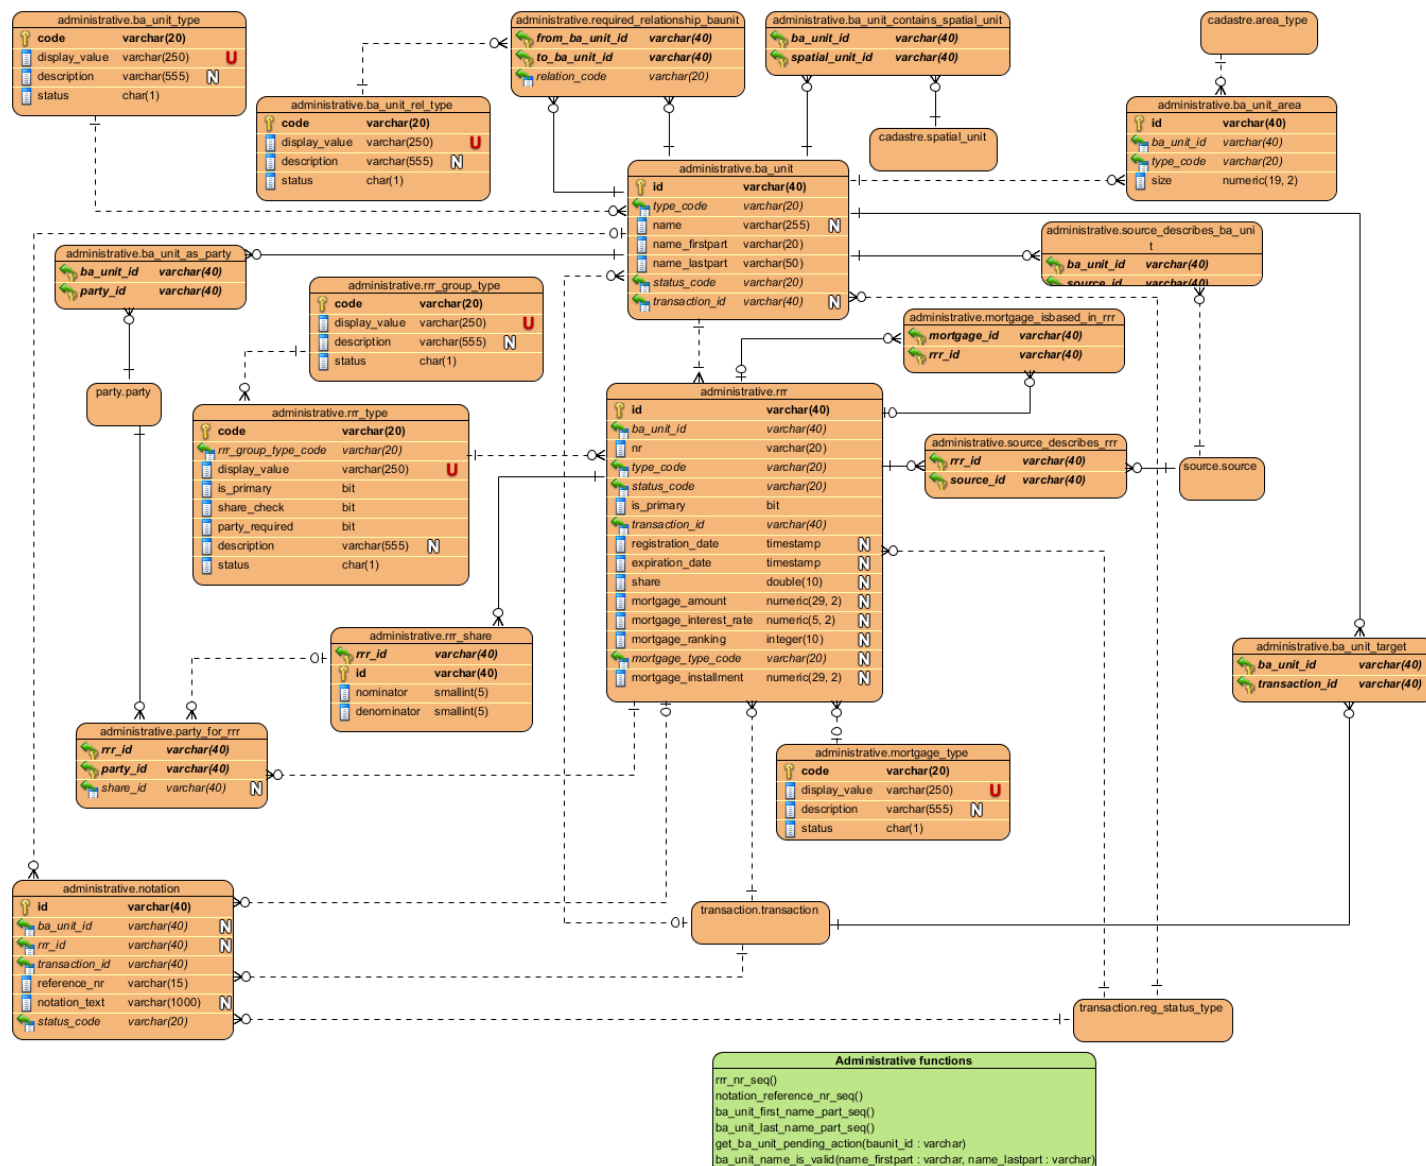 administrative.ba_unit_type
code varchar(20)
display_value varchar(250) U
description varchar(555) N
status char(1)
administrative.required_relationship_baunit
from_ba_unit_id varchar(40)
to_ba_unit_id varchar(40)
relation_code varchar(20)
administrative.ba_unit_contains_spatial_unit
ba_unit_id varchar(40)
spatial_unit_id varchar(40)
cadastre.area_type
administrative.ba_unit_rel_type
code varchar(20)
display_value varchar(250) U
description varchar(555) N
status char(1)
cadastre.spatial_unit
administrative.ba_unit_area
id varchar(40)
ba_unit_id varchar(40)
type_code varchar(20)
size numeric(19, 2)
administrative.ba_unit
id varchar(40)
type_code varchar(20)
name varchar(255) N
name_firstpart varchar(20)
name_lastpart varchar(50)
status_code varchar(20)
transaction_id varchar(40) N
administrative.ba_unit_as_party
ba_unit_id varchar(40)
party_id varchar(40)
administrative.source_describes_ba_uni
t
ba_unit_id varchar(40)
source_id varchar(40)
administrative.rrr_group_type
code varchar(20)
display_value varchar(250) U
description varchar(555) N
status char(1)
administrative.mortgage_isbased_in_rrr
mortgage_id varchar(40)
rrr_id varchar(40)
party.party
administrative.rrr_type
code varchar(20)
rrr_group_type_code varchar(20)
display_value varchar(250) U
is_primary bit
share_check bit
party_required bit
description varchar(555) N
status char(1)
administrative.rrr
id varchar(40)
ba_unit_id varchar(40)
nr varchar(20)
type_code varchar(20)
status_code varchar(20)
is_primary bit
transaction_id varchar(40)
registration_date timestamp N
expiration_date timestamp N
share double(10) N
mortgage_amount numeric(29, 2) N
mortgage_interest_rate numeric(5, 2) N
mortgage_ranking integer(10) N
mortgage_type_code varchar(20) N
mortgage_installment numeric(29, 2) N
administrative.source_describes_rrr
rrr_id varchar(40)
source_id varchar(40)
source.source
administrative.rrr_share
rrr_id varchar(40)
id varchar(40)
nominator smallint(5)
denominator smallint(5)
administrative.ba_unit_target
ba_unit_id varchar(40)
transaction_id varchar(40)
administrative.party_for_rrr
rrr_id varchar(40)
party_id varchar(40)
share_id varchar(40) N
administrative.mortgage_type
code varchar(20)
display_value varchar(250) U
description varchar(555) N
status char(1)
administrative.notation
id varchar(40)
ba_unit_id varchar(40) N
rrr_id varchar(40) N
transaction_id varchar(40)
reference_nr varchar(15)
notation_text varchar(1000) N
status_code varchar(20)
transaction.transaction
transaction.reg_status_type
Administrative functions
rrr_nr_seq()
notation_reference_nr_seq()
ba_unit_first_name_part_seq()
ba_unit_last_name_part_seq()
get_ba_unit_pending_action(baunit_id : varchar)
ba_unit_name_is_valid(name_firstpart : varchar, name_lastpart : varchar)